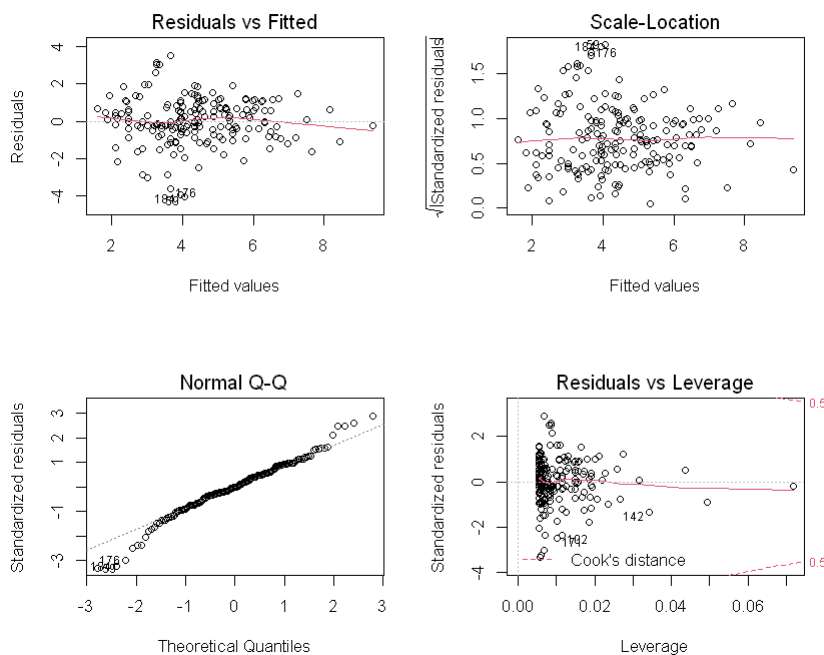 Residuals vs Fitted
Residuals
4
2
0
-2
-4
176
184
2 4 6 8
Fitted values
Scale-Location
√|Standardized residuals
1.5
1.0
0.5
0.0
184
176
2 4 6 8
Fitted values
Normal Q-Q
Standardized residuals
3
2
1
-1
-3
176
184
-3 -2 -1 0 1 2 3
Theoretical Quantiles
Residuals vs Leverage
Standardized residuals
2
0
-2
-4
0.5
142
171
Cook's distance
0.5
0.00 0.02 0.04 0.06
Leverage